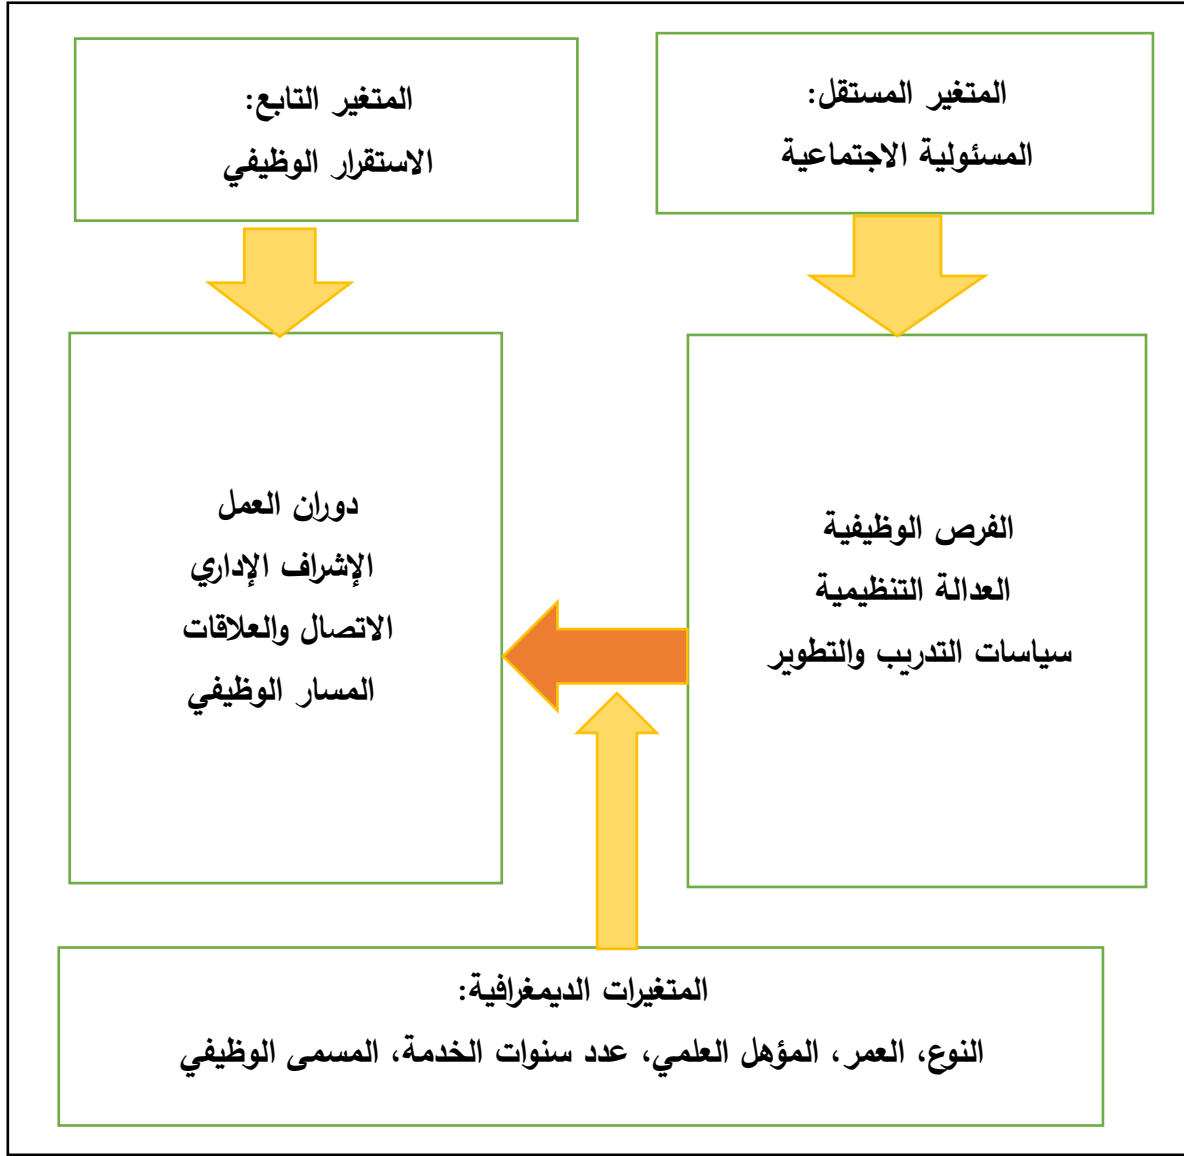 المتغير المستقل:
المسئولية الاجتماعية
المتغير التابع:
الاستقرار الوظيفي
الفرص الوظيفية
العدالة التنظيمية
سياسات التدريب والتطوير
دوران العمل
الإشراف الإداري
الاتصال والعلاقات
المسار الوظيفي
المتغيرات الديمغرافية:
النوع، العمر، المؤهل العلمي، عدد سنوات الخدمة، المسمى الوظيفي